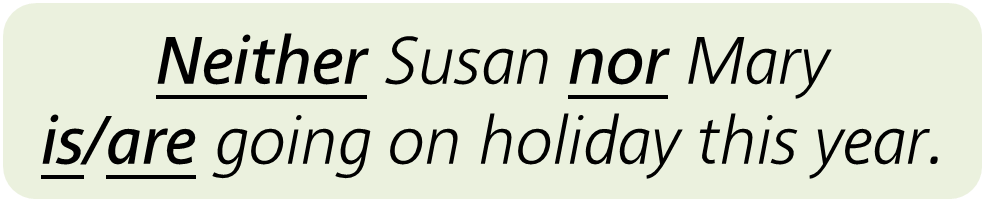 Neither Susan nor Mary
is/are going on holiday this year.